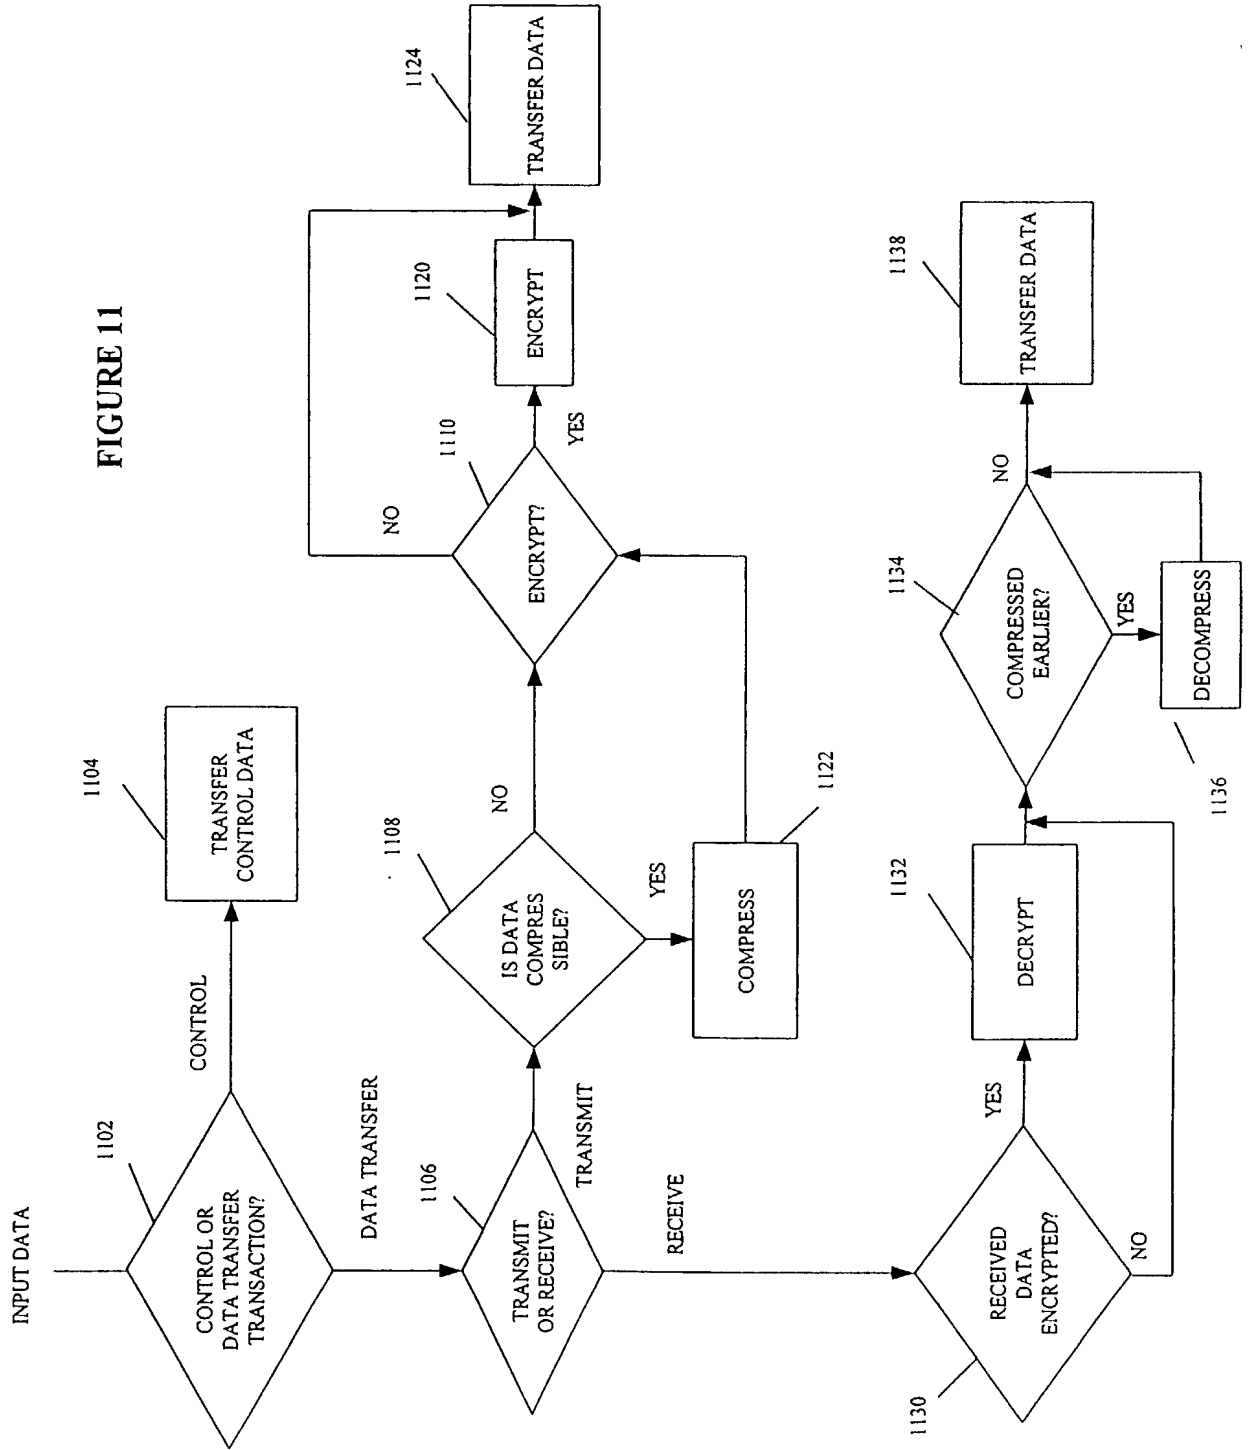 FIGURE 11
INPUT DATA
1102
CONTROL OR
DATA TRANSFER
TRANSACTION?
CONTROL
1104
TRANSFER
CONTROL DATA
DATA TRANSFER
1106
TRANSMIT
OR RECEIVE?
TRANSMIT
1108
IS DATA
COMPRES
SIBLE?
NO
YES
COMPRESS
1122
1110
ENCRYPT?
NO
YES
1120
ENCRYPT
1124
TRANSFER DATA
RECEIVE
1130
RECEIVED
DATA
ENCRYPTED?
YES
NO
1132
DECRYPT
1134
COMPRESSED
EARLIER?
NO
YES
1136
DECOMPRESS
1138
TRANSFER DATA